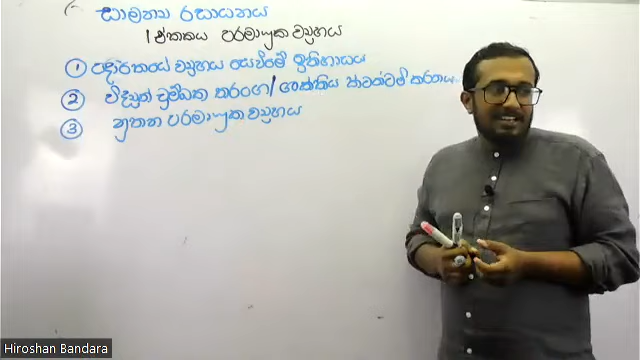 සාමාන්‍ය රසායනය
1 ඒකකය පරමාණුක ව්‍යුහය
① පදාර්ථයේ ව්‍යුහය සෙවීමේ ඉතිහාසය
② විද්‍යුත් චුම්බක තරංග / ශක්තිය ක්වොන්ටම්කරණය
③ නූතන පරමාණුක ව්‍යුහය
Hiroshan Bandara